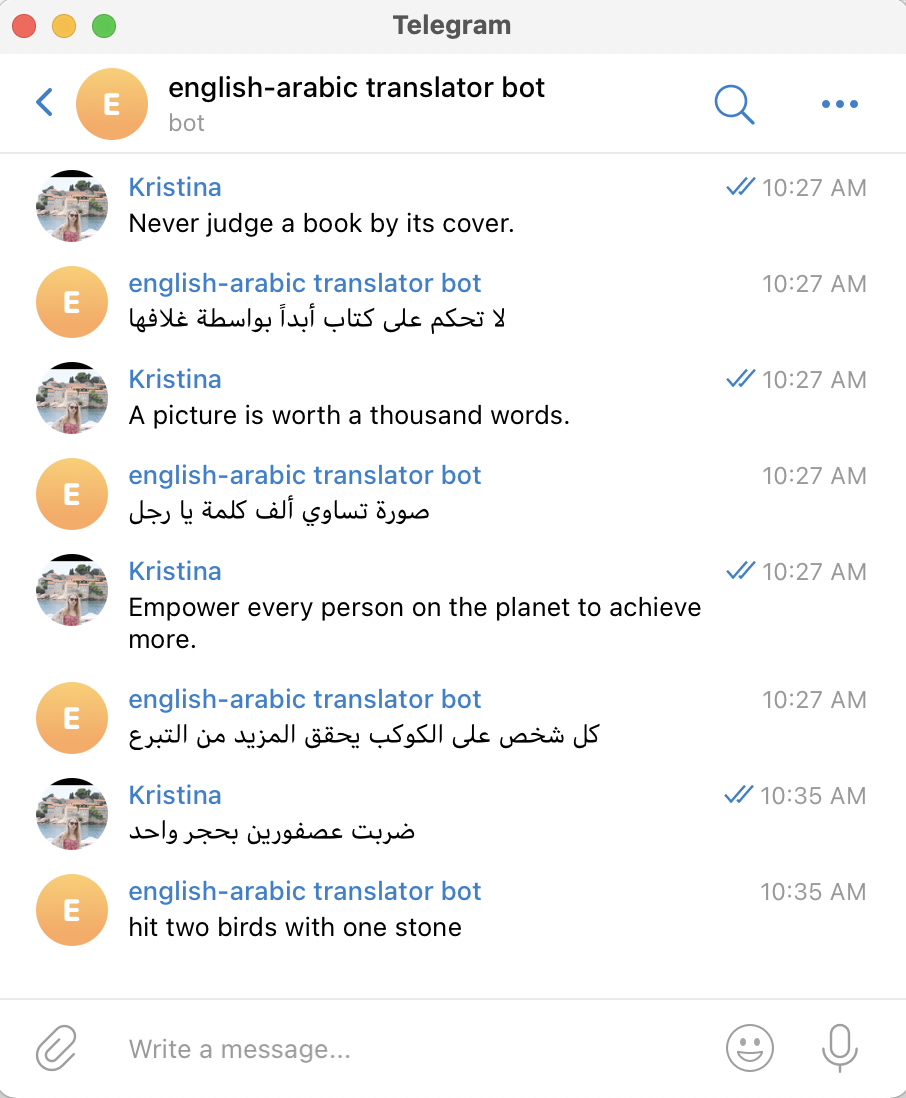 Telegram
E
english-arabic translator bot
bot
Kristina
10:27 AM
Never judge a book by its cover.
E
english-arabic translator bot
10:27 AM
لا تحكم على كتاب أبداً بواسطة غلافها
Kristina
10:27 AM
A picture is worth a thousand words.
E
english-arabic translator bot
10:27 AM
صورة تساوي ألف كلمة يا رجل
Kristina
10:27 AM
Empower every person on the planet to achieve
more.
E
english-arabic translator bot
10:27 AM
كل شخص على الكوكب يحقق المزيد من التبرع
Kristina
10:35 AM
ضربت عصفورين بحجر واحد
E
english-arabic translator bot
10:35 AM
hit two birds with one stone
Write a message...